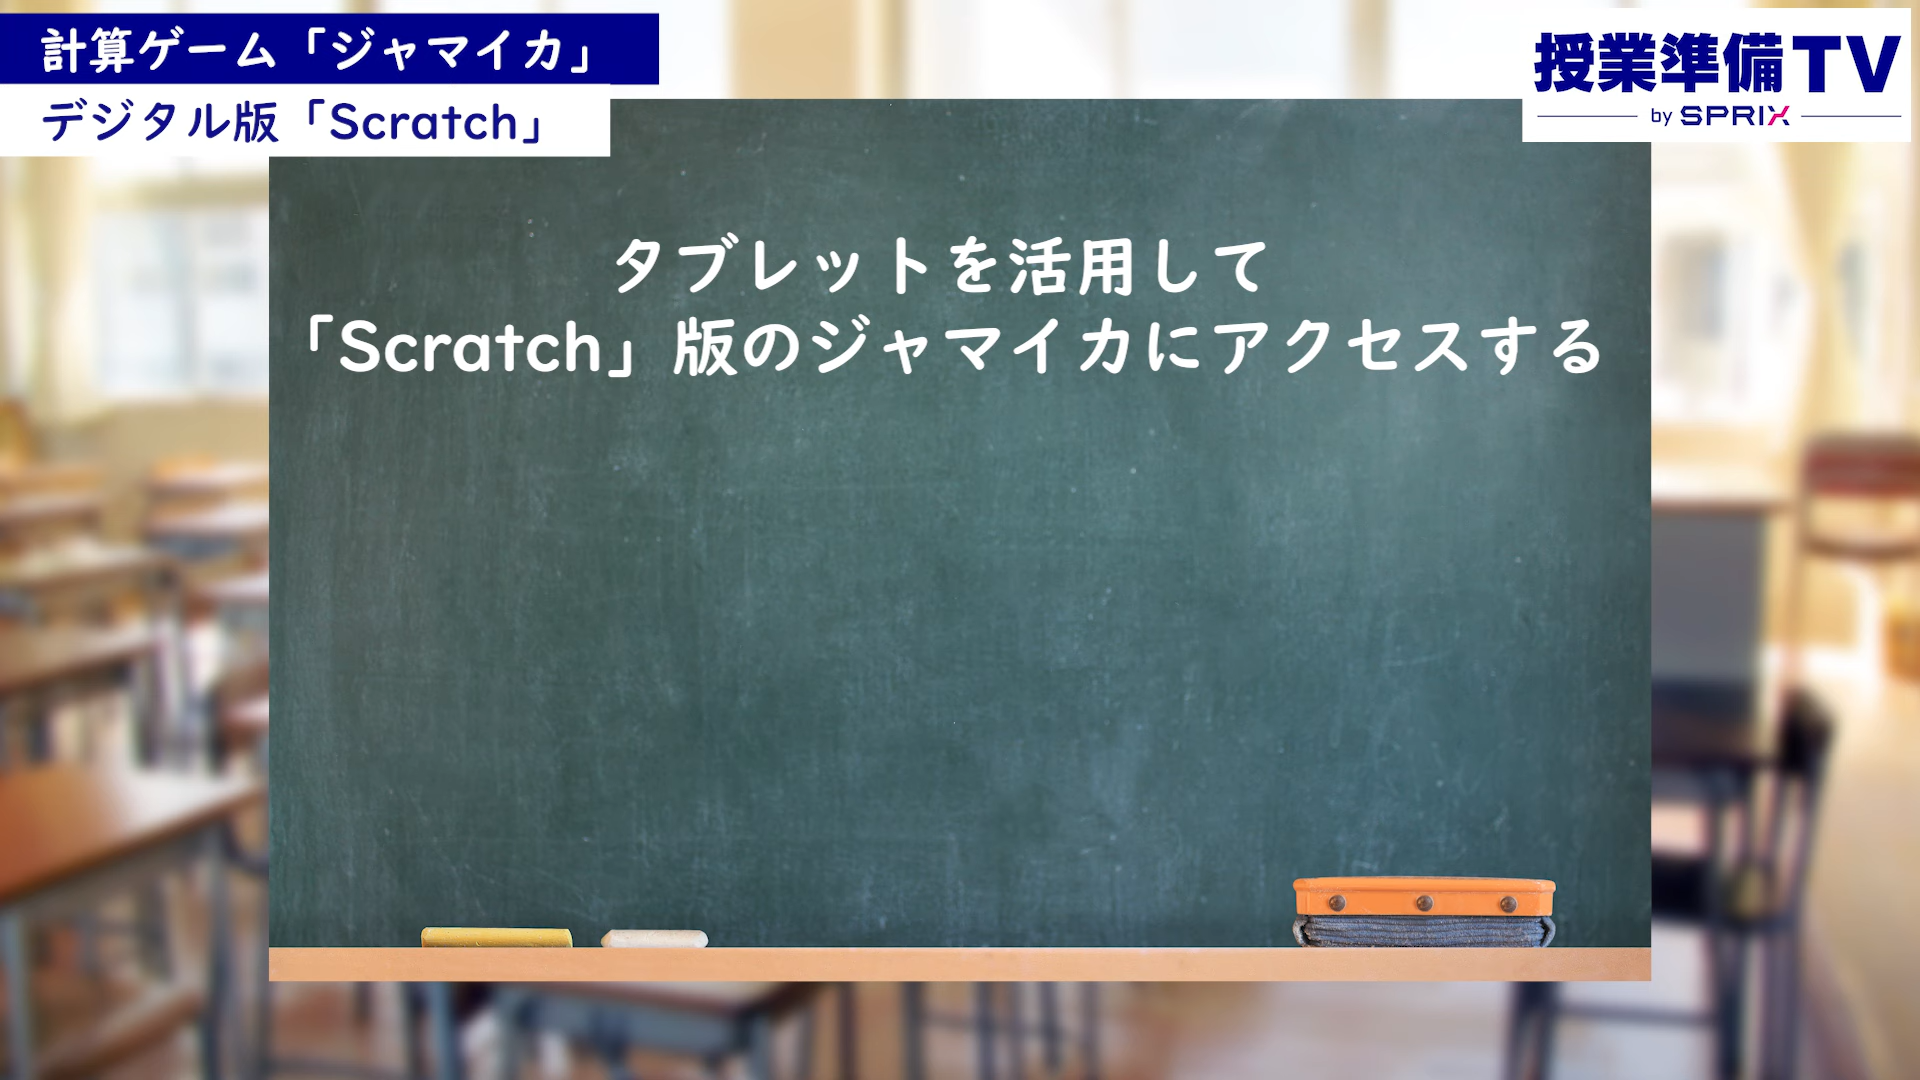 計算ゲーム「ジャマイカ」
デジタル版「Scratch」
授業準備TV
by SPRIX
タブレットを活用して
「Scratch」版のジャマイカにアクセスする